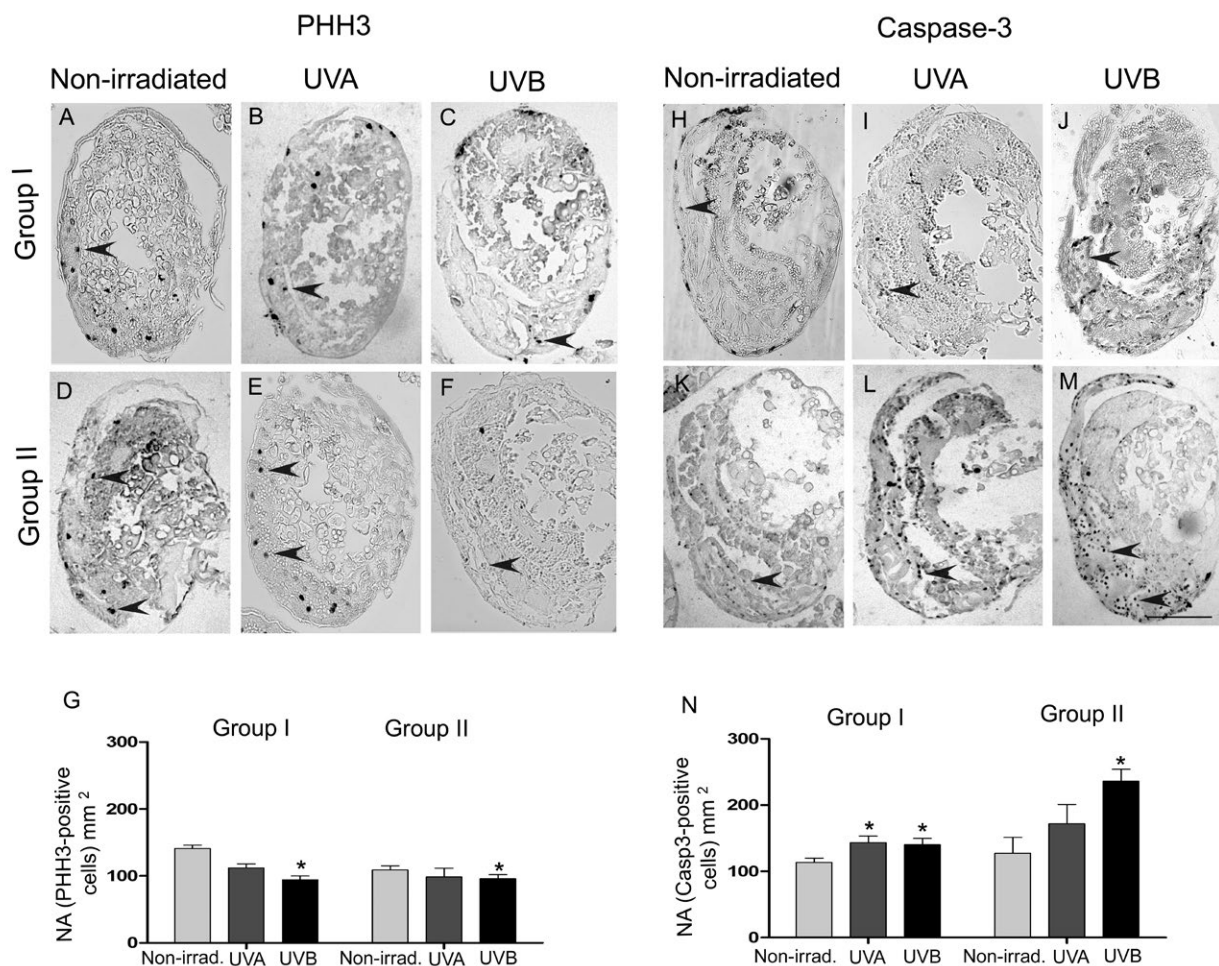 PHH3
Non-irradiated UVA UVB
Group I
A B C
Group II
D E F
Caspase-3
Non-irradiated UVA UVB
H I J
K L M
G
Group I Group II
NA (PHH3-positive
cells) mm 2
300
200
100
0
* *
Non-irrad. UVA UVB Non-irrad. UVA UVB
N
Group I Group II
NA (Casp3-positive
cells) mm 2
300
200
100
0
* * *
Non-irrad. UVA UVB Non-irrad. UVA UVB